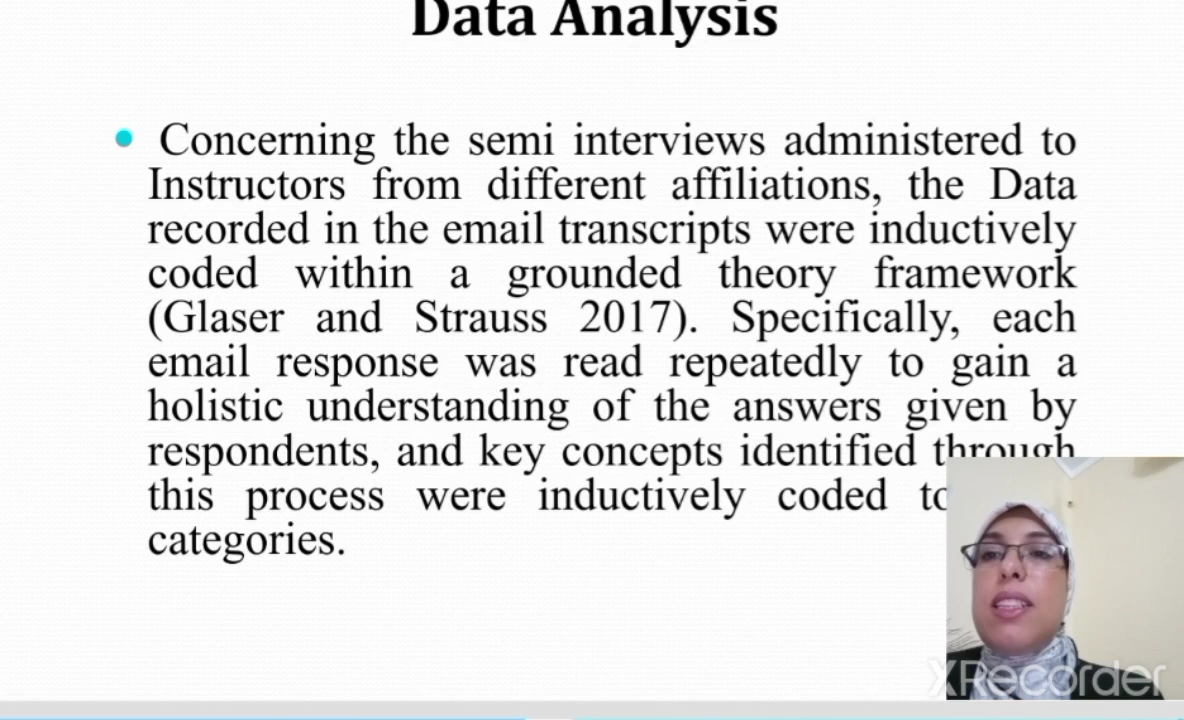 Data Analysis
Concerning the semi interviews administered to
Instructors from different affiliations, the Data
recorded in the email transcripts were inductively
coded within a grounded theory framework
(Glaser and Strauss 2017). Specifically, each
email response was read repeatedly to gain a
holistic understanding of the answers given by
respondents, and key concepts identified through
this process were inductively coded
categories.
XRecorder